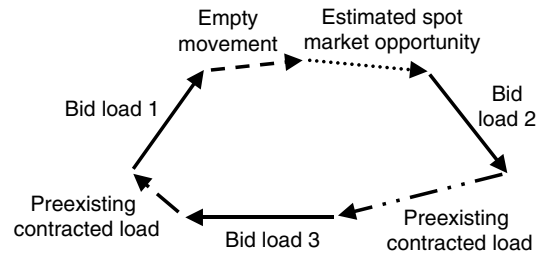 Empty
movement
Estimated spot
market opportunity
Bid load 1
Bid
load 2
Preexisting
contracted load
Bid load 3
Preexisting
contracted load